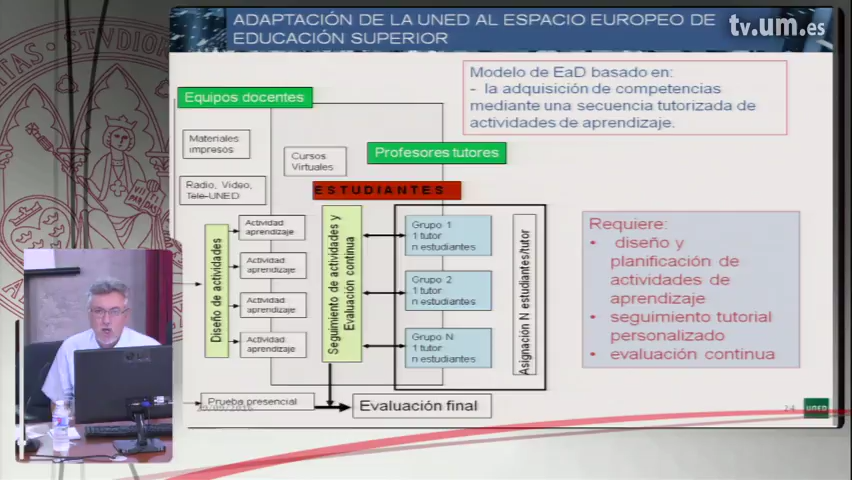 ADAPTACIÓN DE LA UNED AL ESPACIO EUROPEO DE
EDUCACIÓN SUPERIOR
tv.um.es
Modelo de EaD basado en:
- la adquisición de competencias
mediante una secuencia tutorizada de
actividades de aprendizaje.
Equipos docentes
Materiales
impresos
Cursos
Virtuales
Profesores tutores
Radio, Vídeo,
Tele-UNED
ESTUDIANTES
Diseño de actividades
Actividad
aprendizaje
Actividad
aprendizaje
Actividad
aprendizaje
Actividad
aprendizaje
Seguimiento de actividades y
Evaluación continua
Grupo 1
1 tutor
n estudiantes
Grupo 2
1 tutor
n estudiantes
Grupo N
1 tutor
n estudiantes
Asignación N estudiantes/tutor
Requiere:
• diseño y
planificación de
actividades de
aprendizaje
• seguimiento tutorial
personalizado
• evaluación continua
Prueba presencial
Evaluación final
UNED